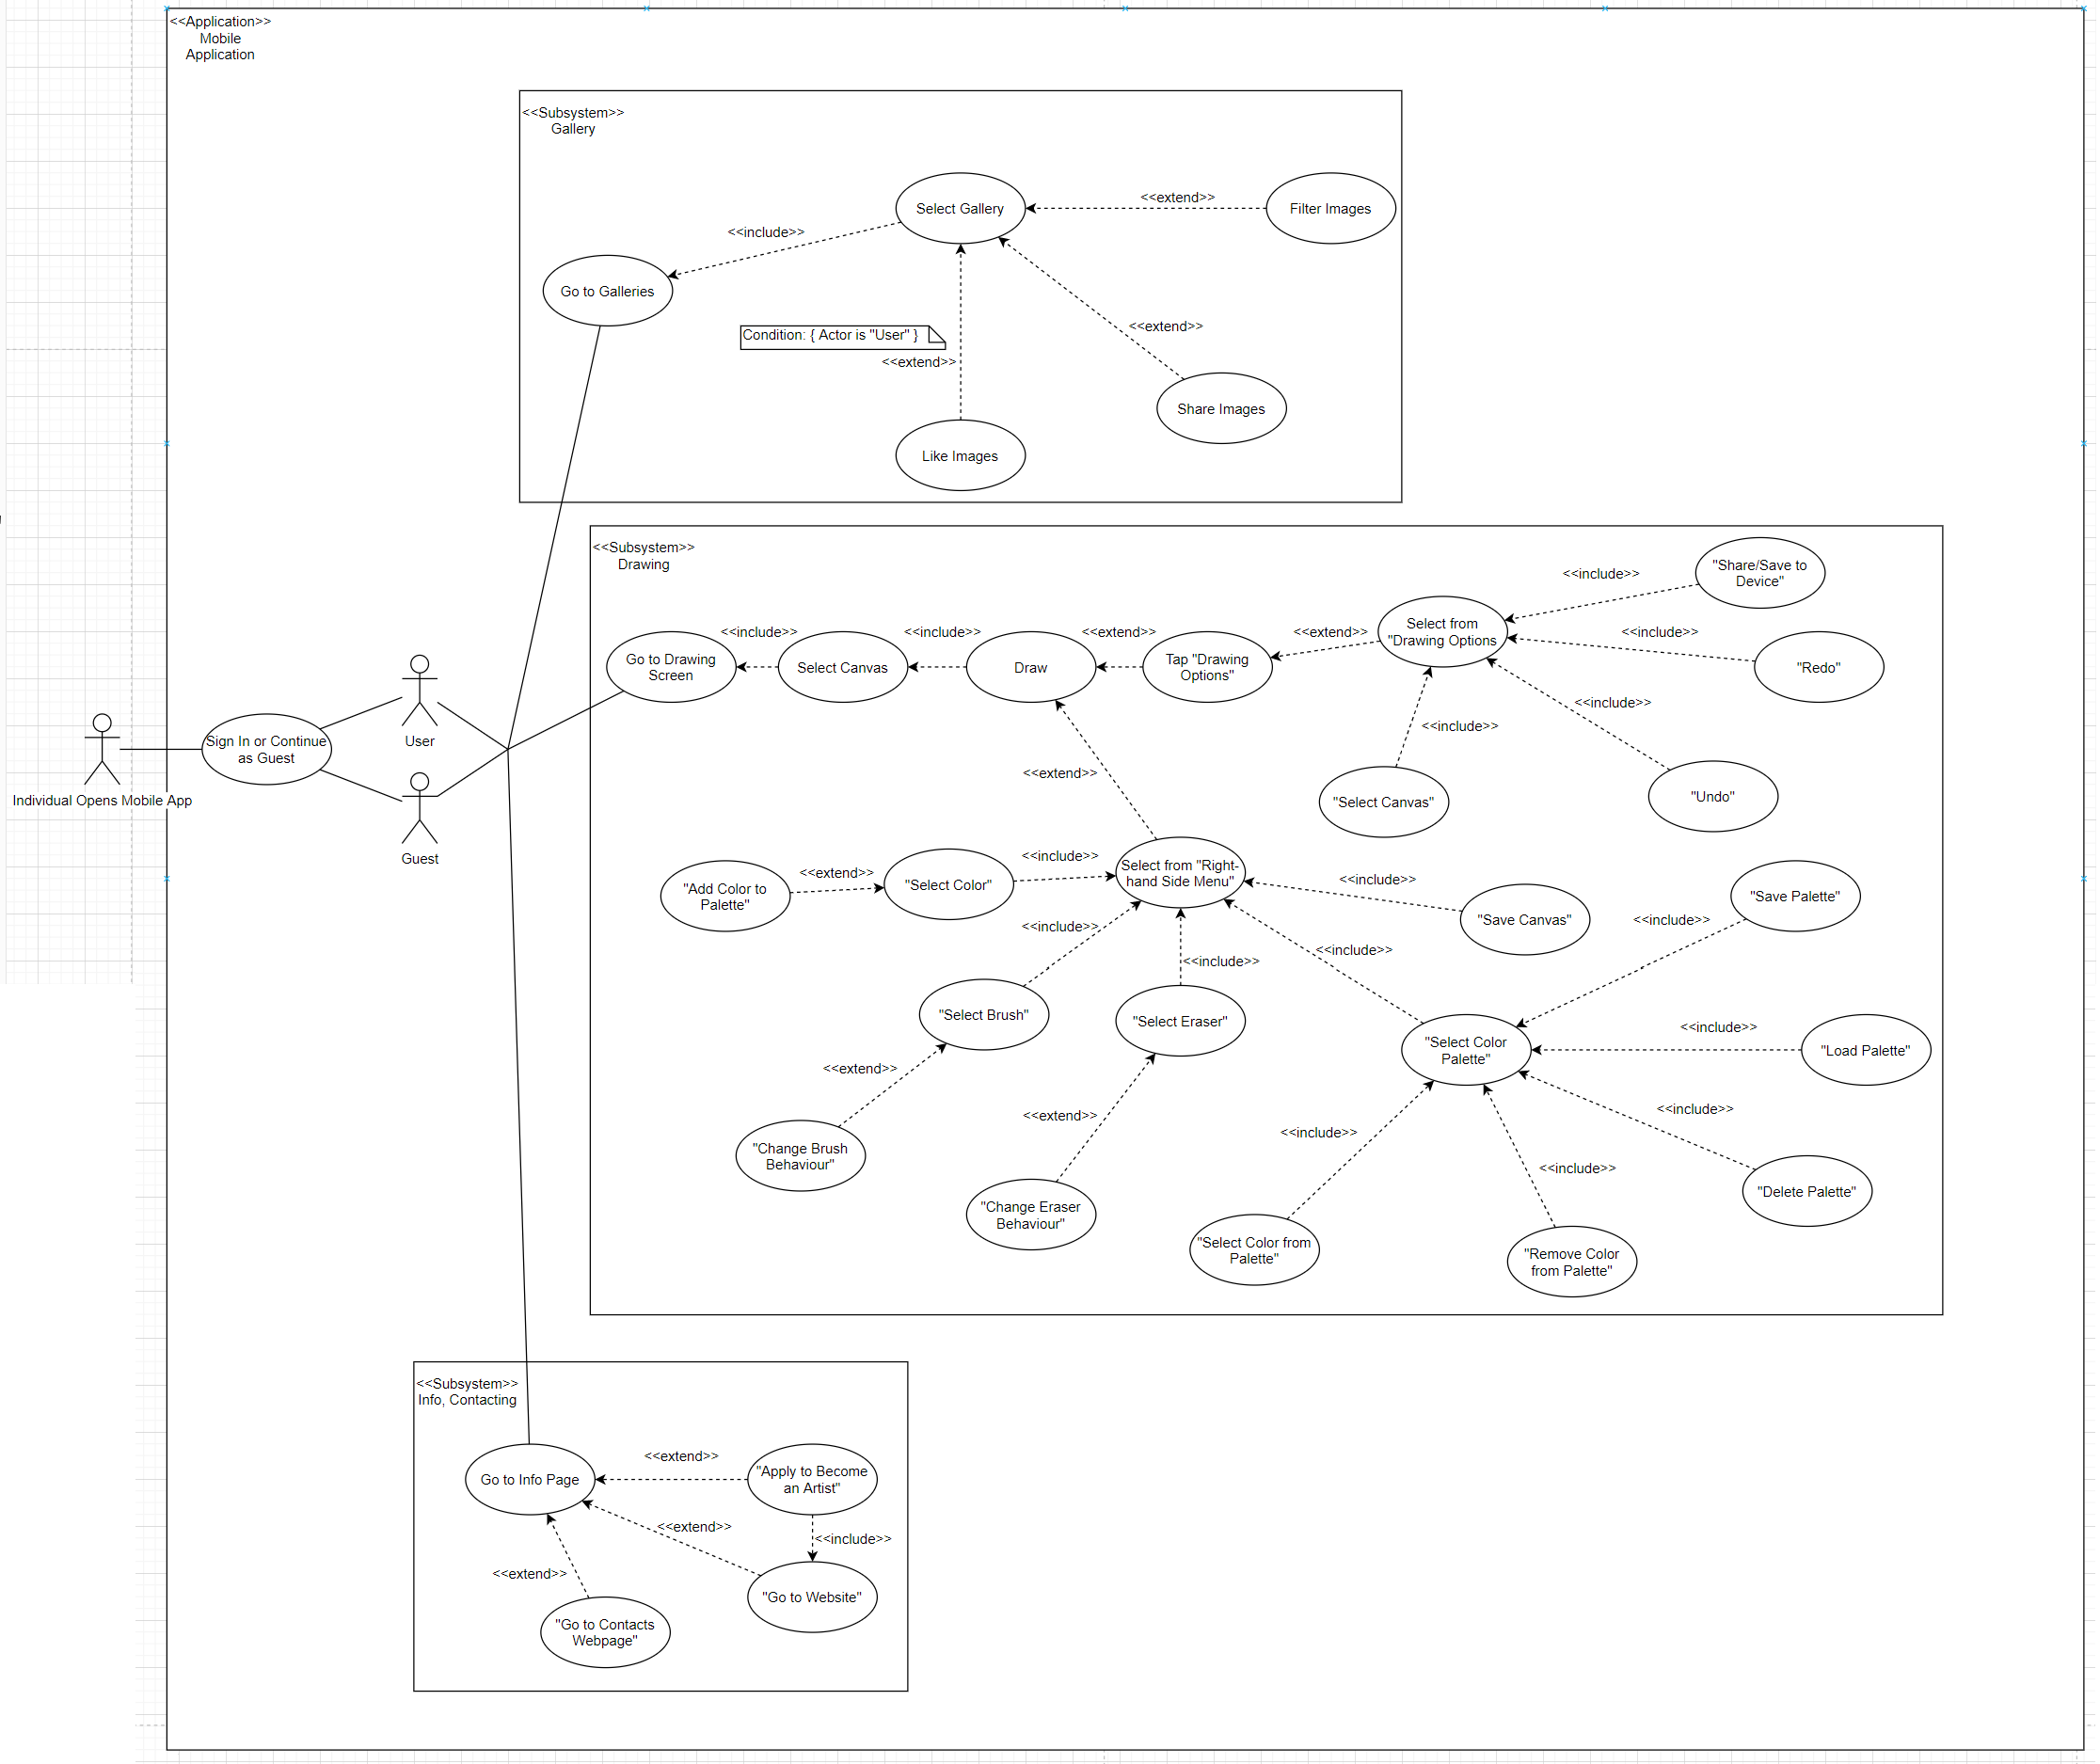 <<Application>>
Mobile
Application
<<Subsystem>>
Gallery
Select Gallery
<<extend>>
Filter Images
<<include>>
Go to Galleries
Condition: { Actor is "User" }
<<extend>>
<<extend>>
Share Images
Like Images
<<Subsystem>>
Drawing
Go to Drawing
Screen
<<include>>
Select Canvas
<<include>>
Draw
<<extend>>
Tap "Drawing
Options"
<<extend>>
Select from
"Drawing Options
<<include>>
"Share/Save to
Device"
<<include>>
"Redo"
<<include>>
"Undo"
<<include>>
"Select Canvas"
<<extend>>
User
Sign In or Continue
as Guest
Individual Opens Mobile App
Guest
"Add Color to
Palette"
<<extend>>
"Select Color"
<<include>>
Select from "Right-
hand Side Menu"
<<include>>
"Save Canvas"
<<include>>
"Save Palette"
<<include>>
<<include>>
<<include>>
"Select Brush"
"Select Eraser"
"Select Color
Palette"
<<include>>
"Load Palette"
<<extend>>
<<extend>>
<<include>>
<<include>>
<<include>>
"Change Brush
Behaviour"
"Change Eraser
Behaviour"
"Select Color from
Palette"
"Remove Color
from Palette"
"Delete Palette"
<<Subsystem>>
Info, Contacting
Go to Info Page
<<extend>>
"Apply to Become
an Artist"
<<extend>>
<<include>>
<<extend>>
"Go to Website"
"Go to Contacts
Webpage"